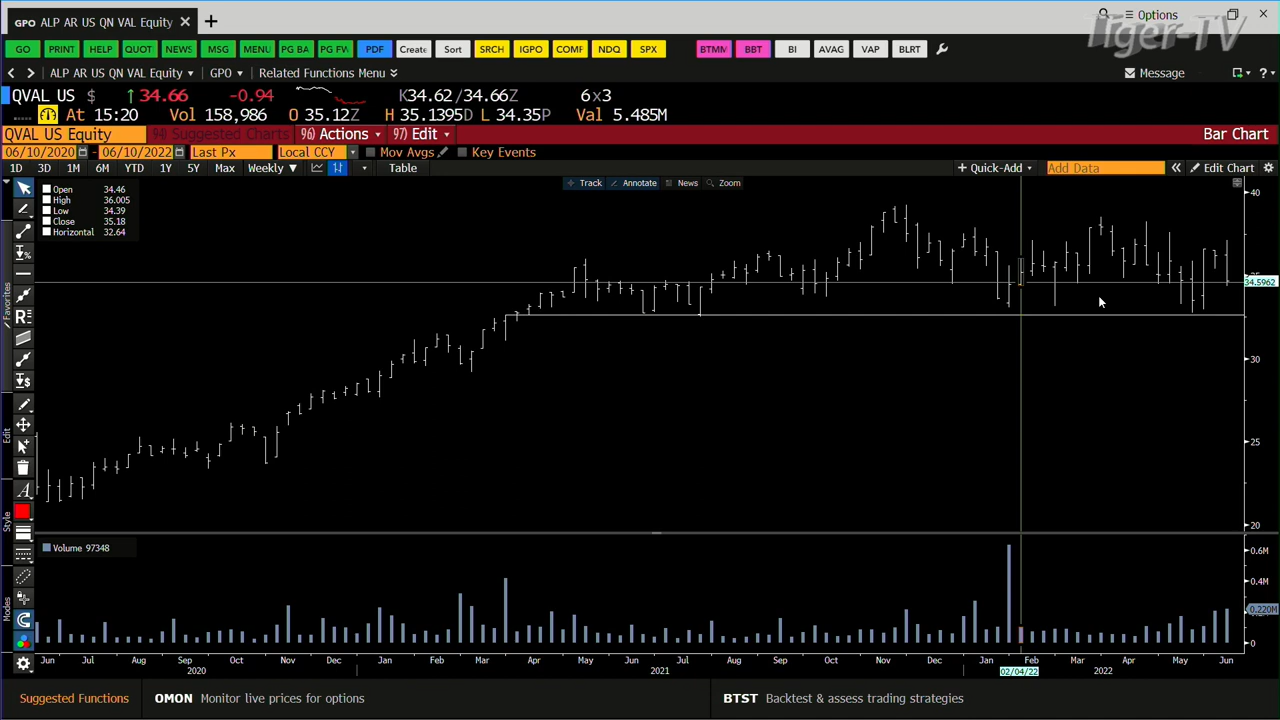 GPO ALP AR US QN VAL Equity
Options
Tiger-TV
GO PRINT HELP QUOT NEWS MSG MENU PG BA PG FW PDF Create Sort SRCH IGPO COMF NDQ SPX BTMM BBT BI AVAG VAP BLRT
ALP AR US QN VAL Equity GPO Related Functions Menu Message
QVAL US $ 34.66 -0.94 K34.62/34.66Z 6x3
At 15:20 Vol 158,986 O 35.12Z H 35.1395D L 34.35P Val 5.485M
QVAL US Equity 94) Suggested Charts 96) Actions 97) Edit Bar Chart
06/10/2020 - 06/10/2022 Last Px Local CCY Mov Avgs Key Events
1D 3D 1M 6M YTD 1Y 5Y Max Weekly Table + Quick-Add Add Data Edit Chart
Track Annotate News Zoom
Open 34.46
High 36.005
Low 34.39
Close 35.18
Horizontal 32.64
40
34.5962
30
25
20
Favorites
Edit
Style
Modes
Volume 97348
0.6M
0.4M
0.220M
0
Jun Jul Aug Sep Oct Nov Dec Jan Feb Mar Apr May Jun Jul Aug Sep Oct Nov Dec Jan Feb Mar Apr May Jun
2020 2021 02/04/22 2022
Suggested Functions OMON Monitor live prices for options BTST Backtest & assess trading strategies